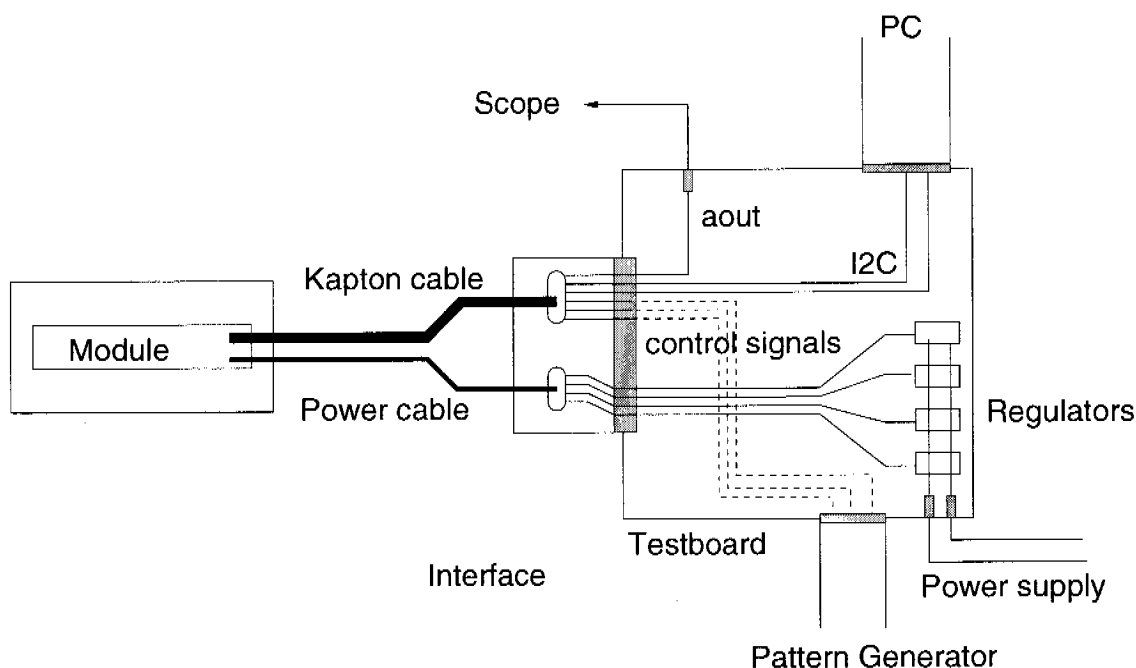 PC
Scope
aout
I2C
Kapton cable
Module
control signals
Power cable
Regulators
Testboard
Interface
Power supply
Pattern Generator